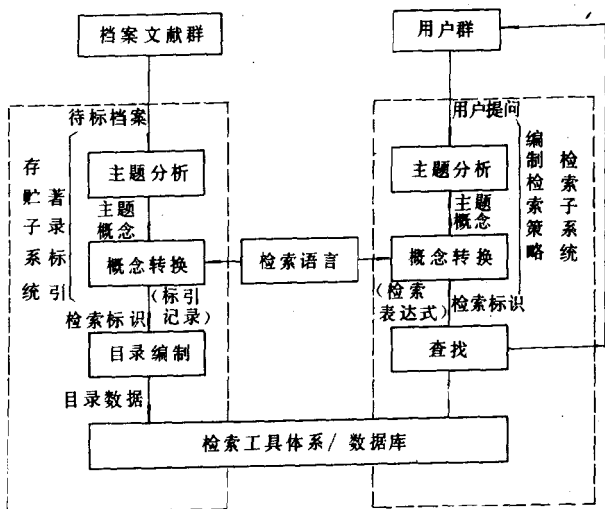 档案文献群
用户群
待标档案
用户提问
存贮子系统
著录标引
主题分析
主题分析
编制检索策略
检索子系统
主题
概念
主题
概念
概念转换
检索语言
概念转换
(标引
记录)
检索标识
(检索
表达式)
检索标识
目录编制
查找
目录数据
检索工具体系/数据库